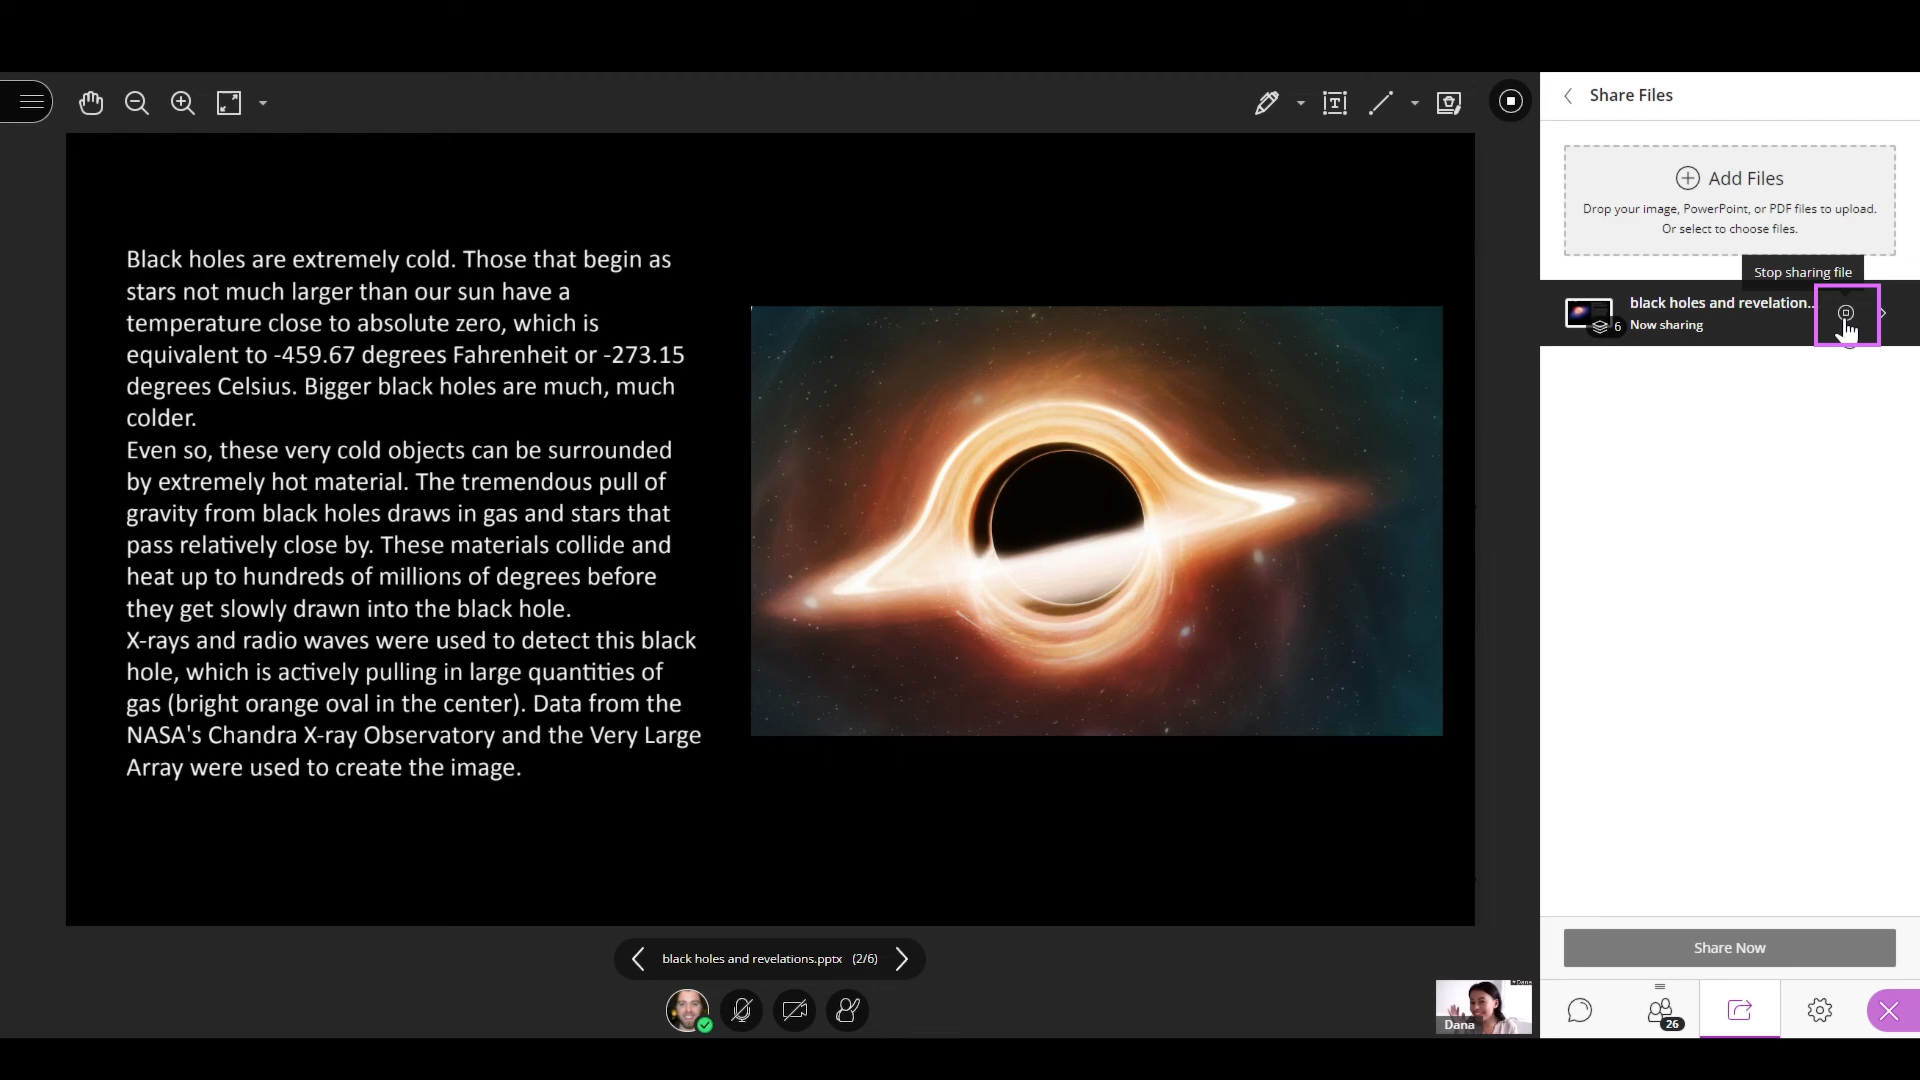 Share Files
Add Files
Drop your image, PowerPoint, or PDF files to upload.
Or select to choose files.
Stop sharing file
black holes and revelation...
6
Now sharing
Black holes are extremely cold. Those that begin as
stars not much larger than our sun have a
temperature close to absolute zero, which is
equivalent to -459.67 degrees Fahrenheit or -273.15
degrees Celsius. Bigger black holes are much, much
colder.
Even so, these very cold objects can be surrounded
by extremely hot material. The tremendous pull of
gravity from black holes draws in gas and stars that
pass relatively close by. These materials collide and
heat up to hundreds of millions of degrees before
they get slowly drawn into the black hole.
X-rays and radio waves were used to detect this black
hole, which is actively pulling in large quantities of
gas (bright orange oval in the center). Data from the
NASA's Chandra X-ray Observatory and the Very Large
Array were used to create the image.
black holes and revelations.pptx (2/6)
Share Now
Dana
Dana
26